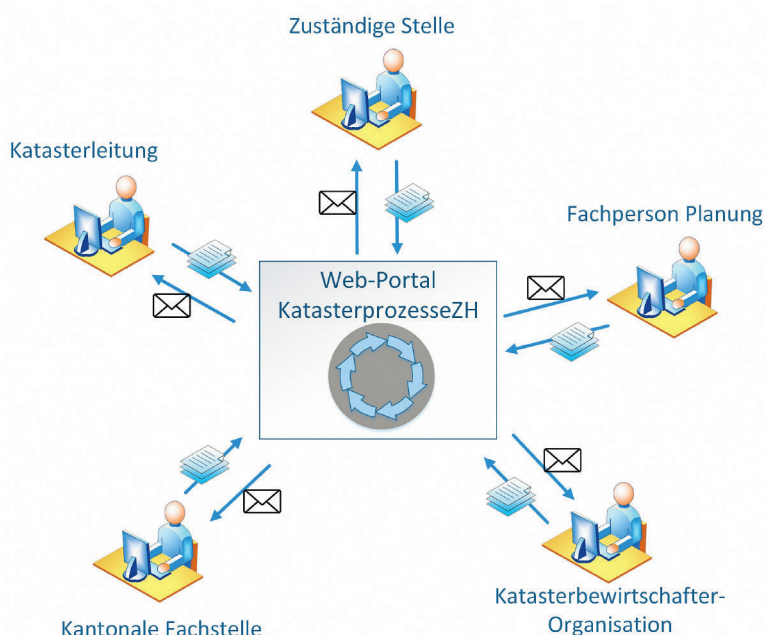 Zuständige Stelle
Katasterleitung
Fachperson Planung
Web-Portal
KatasterprozesseZH
Katasterbewirtschafter-
Organisation
Kantonale Fachstelle